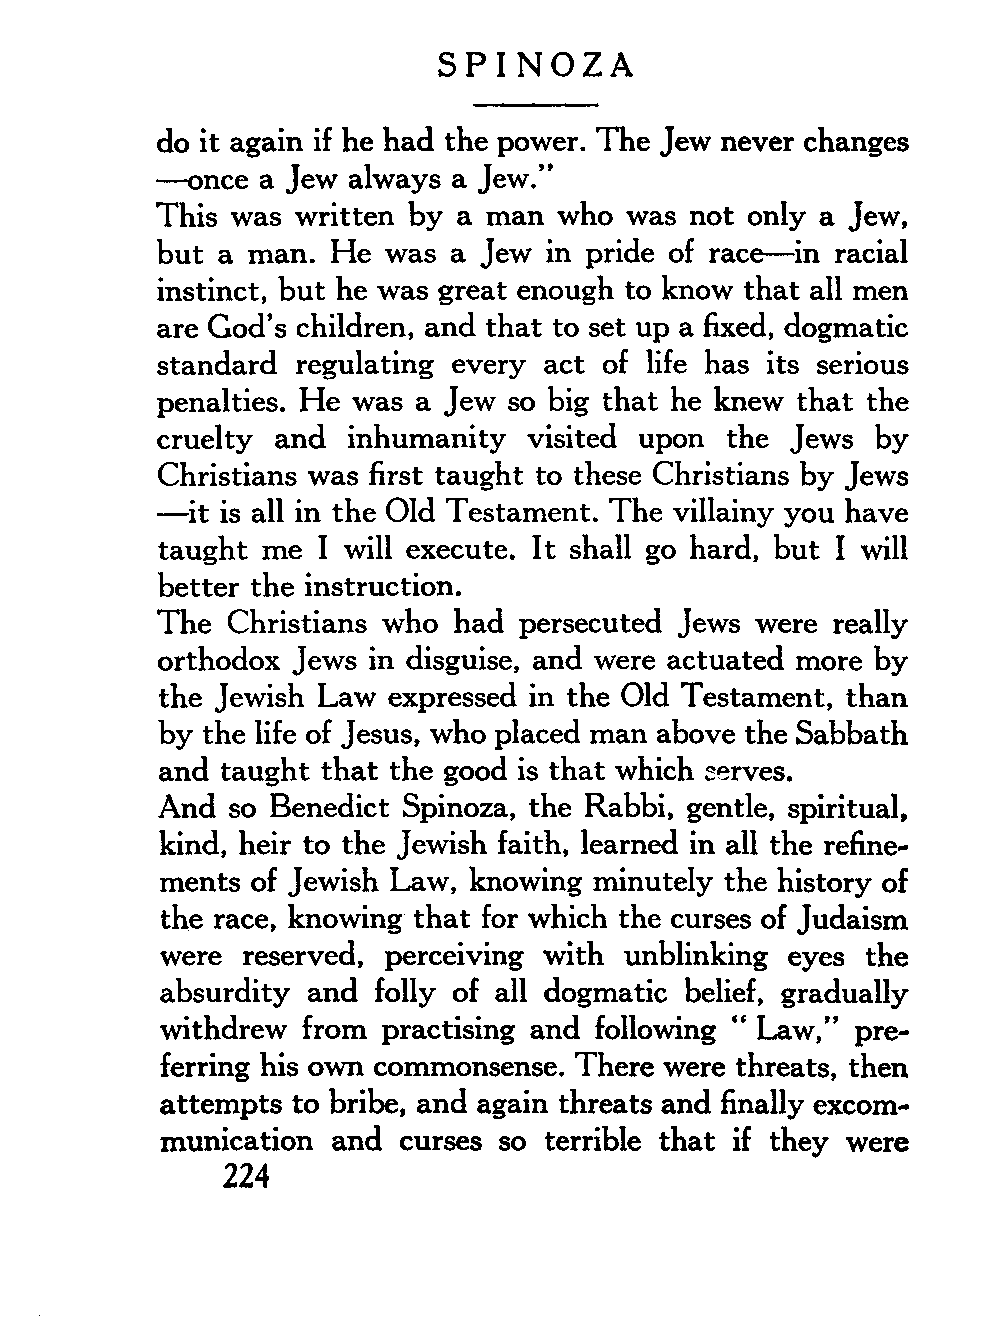 SPINOZA
do it again if he had the power. The Jew never changes
—once a Jew always a Jew."
This was written by a man who was not only a Jew,
but a man. He was a Jew in pride of race—in racial
instinct, but he was great enough to know that all men
are God's children, and that to set up a fixed, dogmatic
standard regulating every act of life has its serious
penalties. He was a Jew so big that he knew that the
cruelty and inhumanity visited upon the Jews by
Christians was first taught to these Christians by Jews
—it is all in the Old Testament. The villainy you have
taught me I will execute. It shall go hard, but I will
better the instruction.
The Christians who had persecuted Jews were really
orthodox Jews in disguise, and were actuated more by
the Jewish Law expressed in the Old Testament, than
by the life of Jesus, who placed man above the Sabbath
and taught that the good is that which serves.
And so Benedict Spinoza, the Rabbi, gentle, spiritual,
kind, heir to the Jewish faith, learned in all the refine-
ments of Jewish Law, knowing minutely the history of
the race, knowing that for which the curses of Judaism
were reserved, perceiving with unblinking eyes the
absurdity and folly of all dogmatic belief, gradually
withdrew from practising and following " Law," pre-
ferring his own commonsense. There were threats, then
attempts to bribe, and again threats and finally excom-
munication and curses so terrible that if they were
224